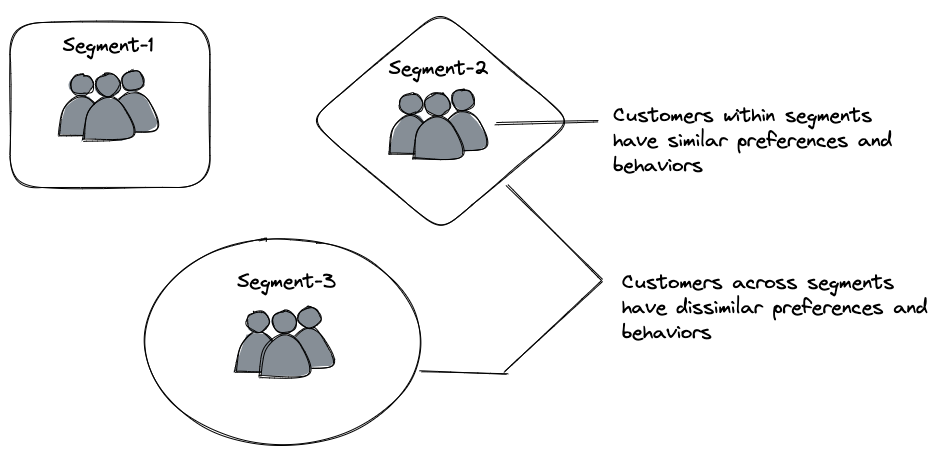 Segment-1
Segment-2
Customers within segments
have similar preferences and
behaviors
Segment-3
Customers across segments
have dissimilar preferences and
behaviors